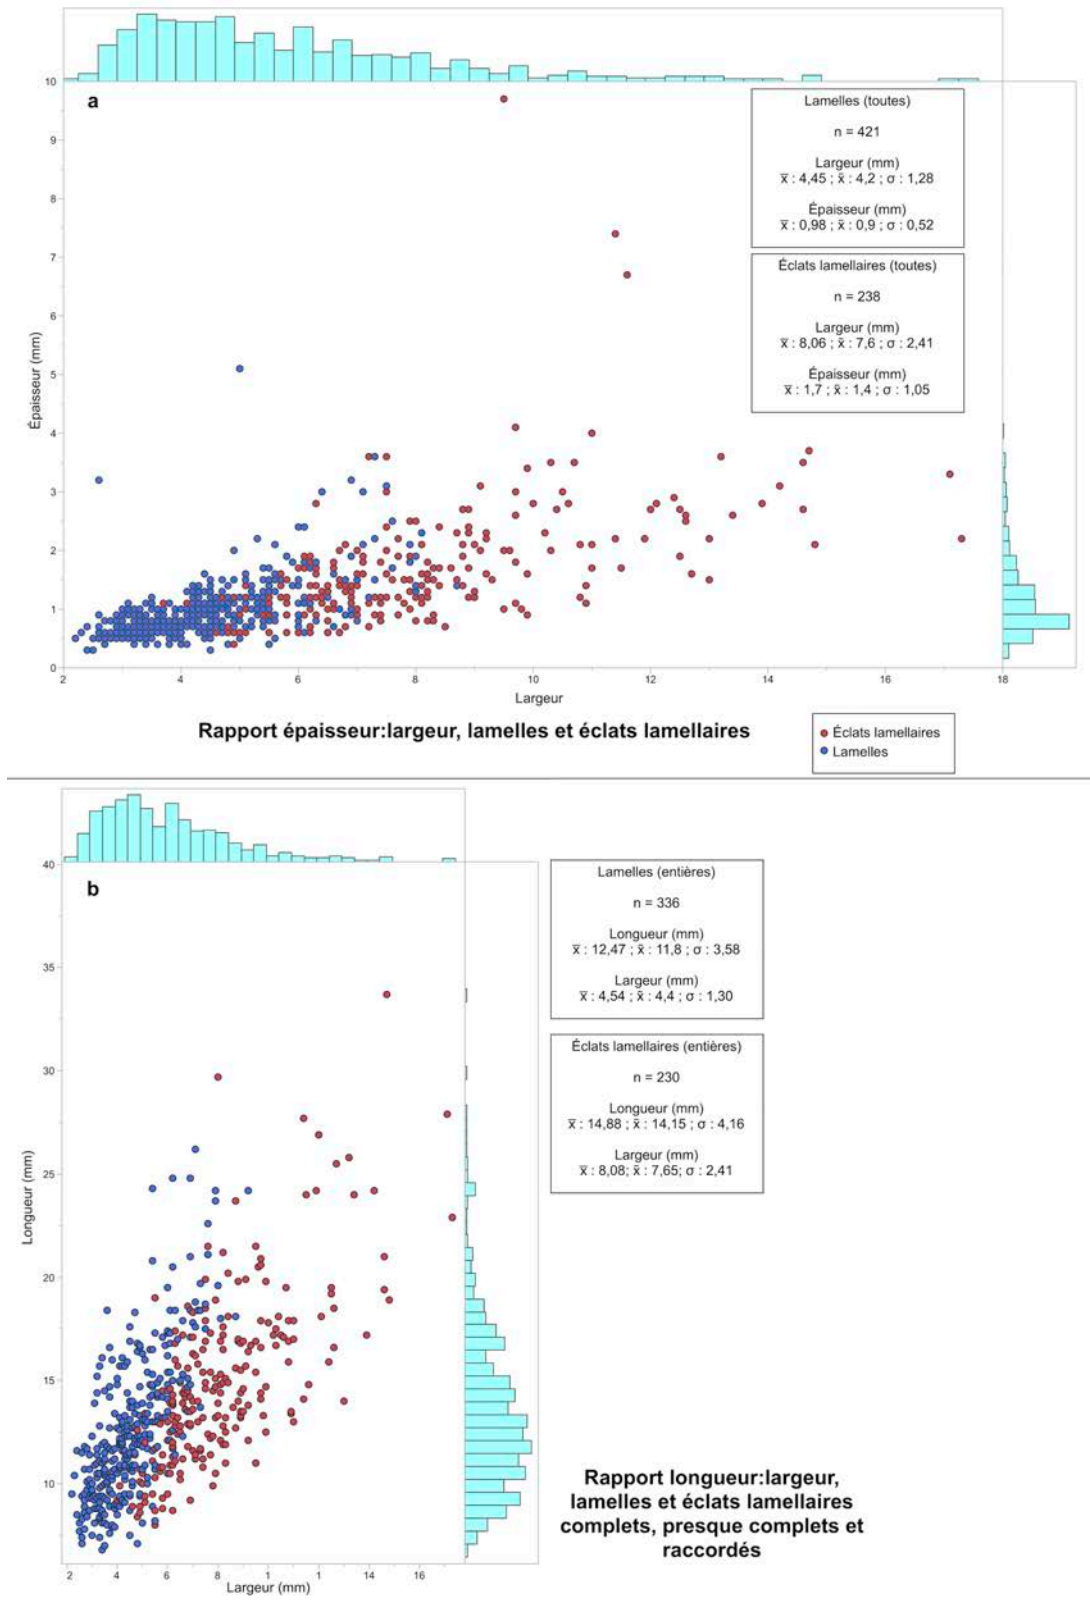 a
10
9
8
7
6
5
4
3
2
1
0
Épaisseur (mm)
2 4 6 8 10 12 14 16 18
Largeur
Lamelles (toutes)
n = 421
Largeur (mm)
x̅ : 4,45 ; x̃ : 4,2 ; σ : 1,28
Épaisseur (mm)
x̅ : 0,98 ; x̃ : 0,9 ; σ : 0,52
Éclats lamellaires (toutes)
n = 238
Largeur (mm)
x̅ : 8,06 ; x̃ : 7,6 ; σ : 2,41
Épaisseur (mm)
x̅ : 1,7 ; x̃ : 1,4 ; σ : 1,05
Rapport épaisseur:largeur, lamelles et éclats lamellaires
Éclats lamellaires
Lamelles
b
40
35
30
25
20
15
10
Longueur (mm)
2 4 6 8 1 1 14 16
Largeur (mm)
Lamelles (entières)
n = 336
Longueur (mm)
x̅ : 12,47 ; x̃ : 11,8 ; σ : 3,58
Largeur (mm)
x̅ : 4,54 ; x̃ : 4,4 ; σ : 1,30
Éclats lamellaires (entières)
n = 230
Longueur (mm)
x̅ : 14,88 ; x̃ : 14,15 ; σ : 4,16
Largeur (mm)
x̅ : 8,08; x̃ : 7,65; σ : 2,41
Rapport longueur:largeur,
lamelles et éclats lamellaires
complets, presque complets et
raccordés